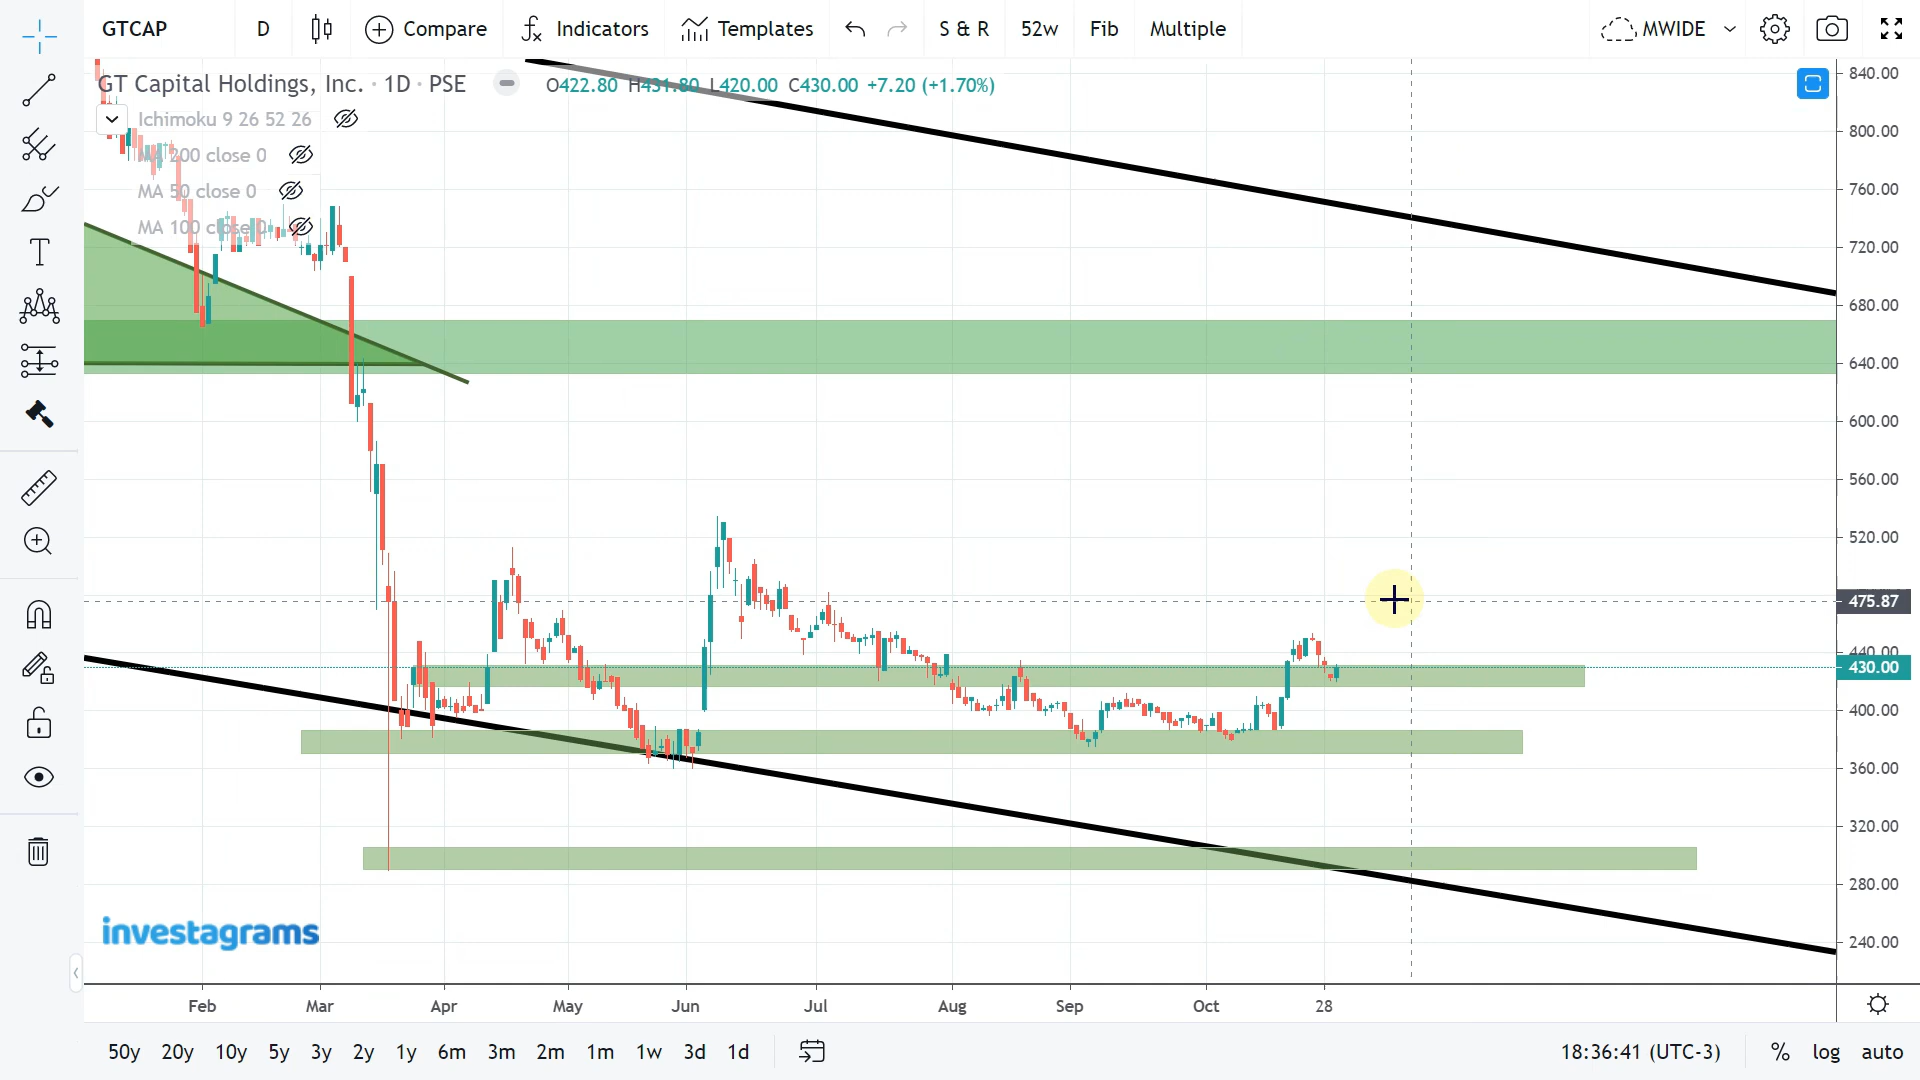 GTCAP D Compare Indicators Templates S & R 52w Fib Multiple MWIDE
GT Capital Holdings, Inc. · 1D · PSE O422.80 H431.80 L420.00 C430.00 +7.20 (+1.70%)
Ichimoku 9 26 52 26
MA 200 close 0
MA 50 close 0
MA 100 close 0
840.00
800.00
760.00
720.00
680.00
640.00
600.00
560.00
520.00
475.87
440.00
430.00
400.00
360.00
320.00
280.00
240.00
investagrams
Feb Mar Apr May Jun Jul Aug Sep Oct 28
50y 20y 10y 5y 3y 2y 1y 6m 3m 2m 1m 1w 3d 1d 18:36:41 (UTC-3) % log auto